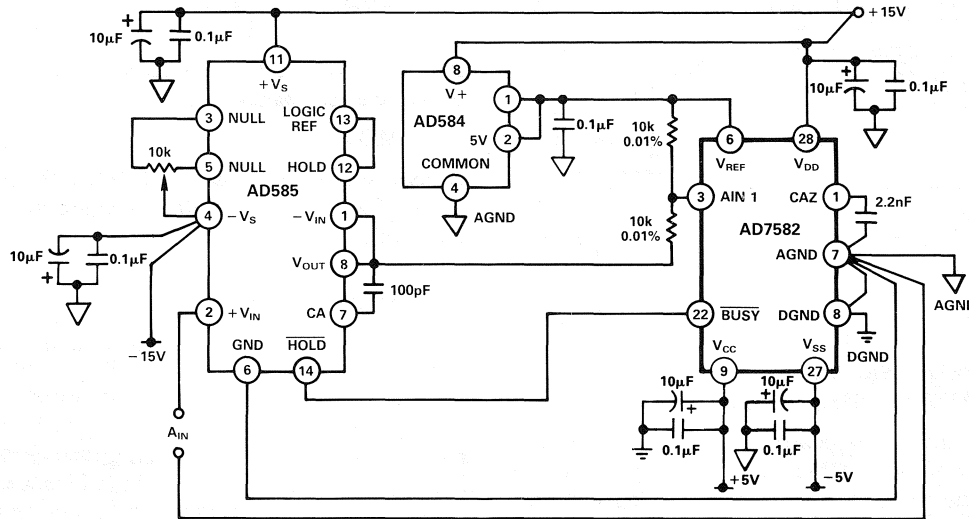 +15V
+
10μF
0.1μF
11
+VS
3
NULL
LOGIC
REF
13
10k
5
NULL
HOLD
12
AD585
4
−VS
−VIN
1
10μF
+
0.1μF
VOUT
8
100pF
2
+VIN
CA
7
−15V
GND
HOLD
6
14
AIN
8
V+
1
AD584
5V
2
COMMON
4
AGND
0.1μF
10k
0.01%
10k
0.01%
+
10μF
0.1μF
6
28
VREF
VDD
3
AIN 1
CAZ
1
2.2nF
AD7582
AGND
7
AGND
22
BUSY
DGND
8
DGND
VCC
VSS
9
27
10μF
+
0.1μF
+5V
10μF
+
0.1μF
−5V